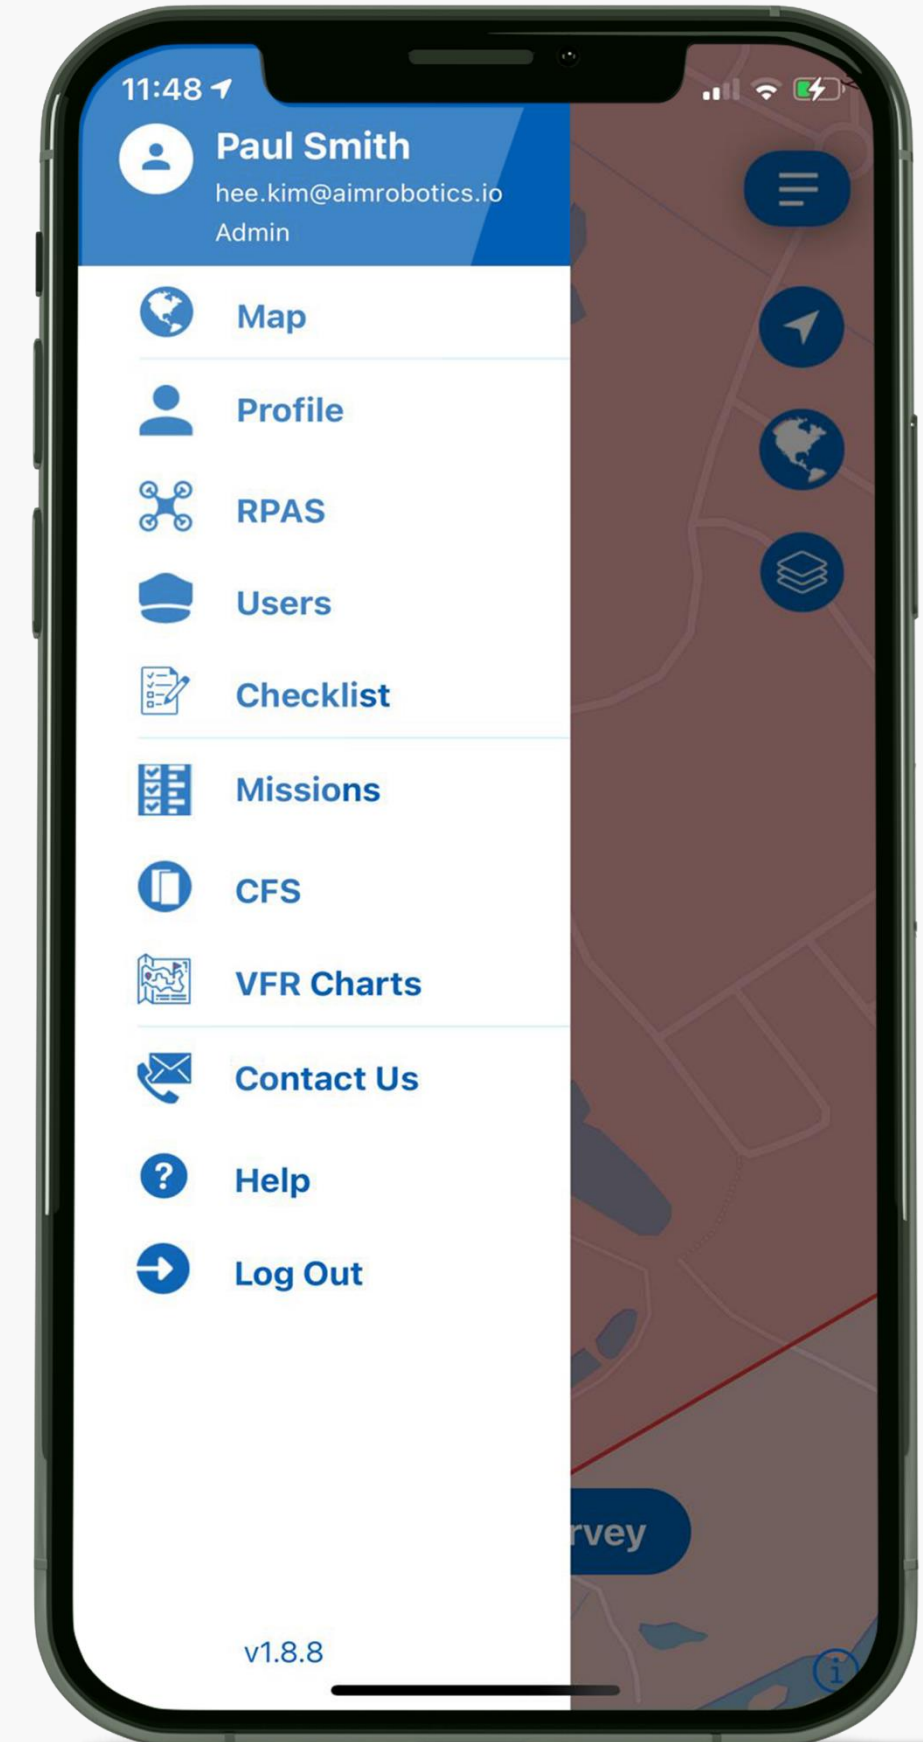 11:48
Paul Smith
hee.kim@aimrobotics.io
Admin
Map
Profile
RPAS
Users
Checklist
Missions
CFS
VFR Charts
Contact Us
Help
Log Out
rvey
v1.8.8